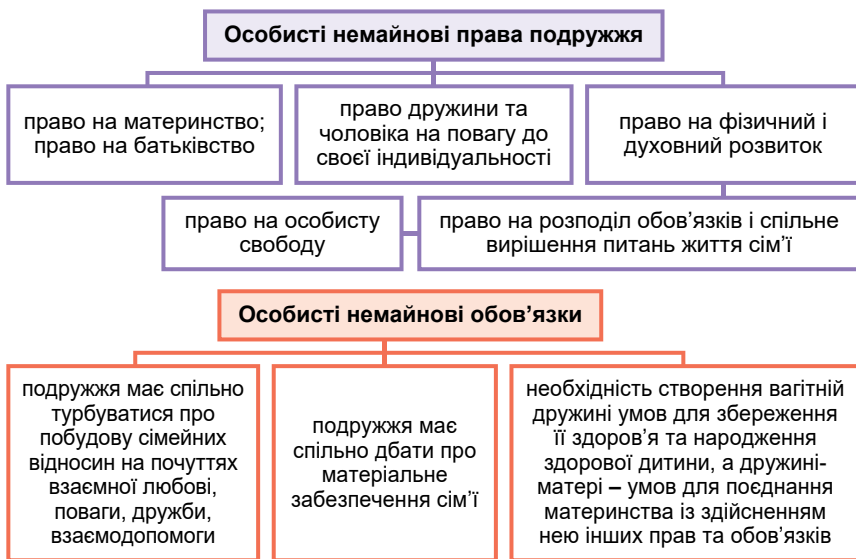 Особисті немайнові права подружжя
право на материнство;
право на батьківство
право дружини та
чоловіка на повагу до
своєї індивідуальності
право на фізичний і
духовний розвиток
право на особисту
свободу
право на розподіл обов’язків і спільне
вирішення питань життя сім’ї
Особисті немайнові обов’язки
подружжя має спільно
турбуватися про
побудову сімейних
відносин на почуттях
взаємної любові,
поваги, дружби,
взаємодопомоги
подружжя має
спільно дбати про
матеріальне
забезпечення сім’ї
необхідність створення вагітній
дружині умов для збереження
її здоров’я та народження
здорової дитини, а дружині-
матері – умов для поєднання
материнства із здійсненням
нею інших прав та обов’язків